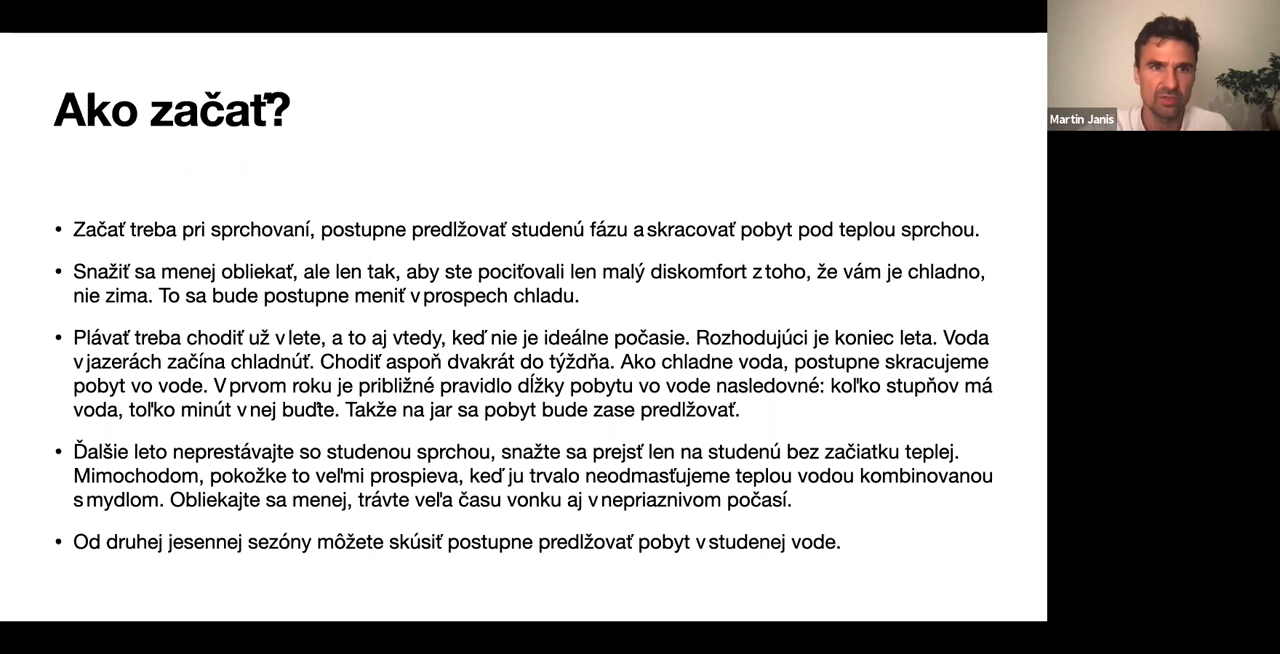 Ako začať?
Martin Janis
• Začať treba pri sprchovaní, postupne predlžovať studenú fázu a skracovať pobyt pod teplou sprchou.
• Snažiť sa menej obliekať, ale len tak, aby ste pociťovali len malý diskomfort z toho, že vám je chladno,
nie zima. To sa bude postupne meniť v prospech chladu.
• Plávať treba chodiť už v lete, a to aj vtedy, keď nie je ideálne počasie. Rozhodujúci je koniec leta. Voda
v jazerách začína chladnúť. Chodiť aspoň dvakrát do týždňa. Ako chladne voda, postupne skracujeme
pobyt vo vode. V prvom roku je približné pravidlo dĺžky pobytu vo vode nasledovné: koľko stupňov má
voda, toľko minút v nej buďte. Takže na jar sa pobyt bude zase predlžovať.
• Ďalšie leto neprestávajte so studenou sprchou, snažte sa prejsť len na studenú bez začiatku teplej.
Mimochodom, pokožke to veľmi prospieva, keď ju trvalo neodmasťujeme teplou vodou kombinovanou
s mydlom. Obliekajte sa menej, trávte veľa času vonku aj v nepriaznivom počasí.
• Od druhej jesennej sezóny môžete skúsiť postupne predlžovať pobyt v studenej vode.